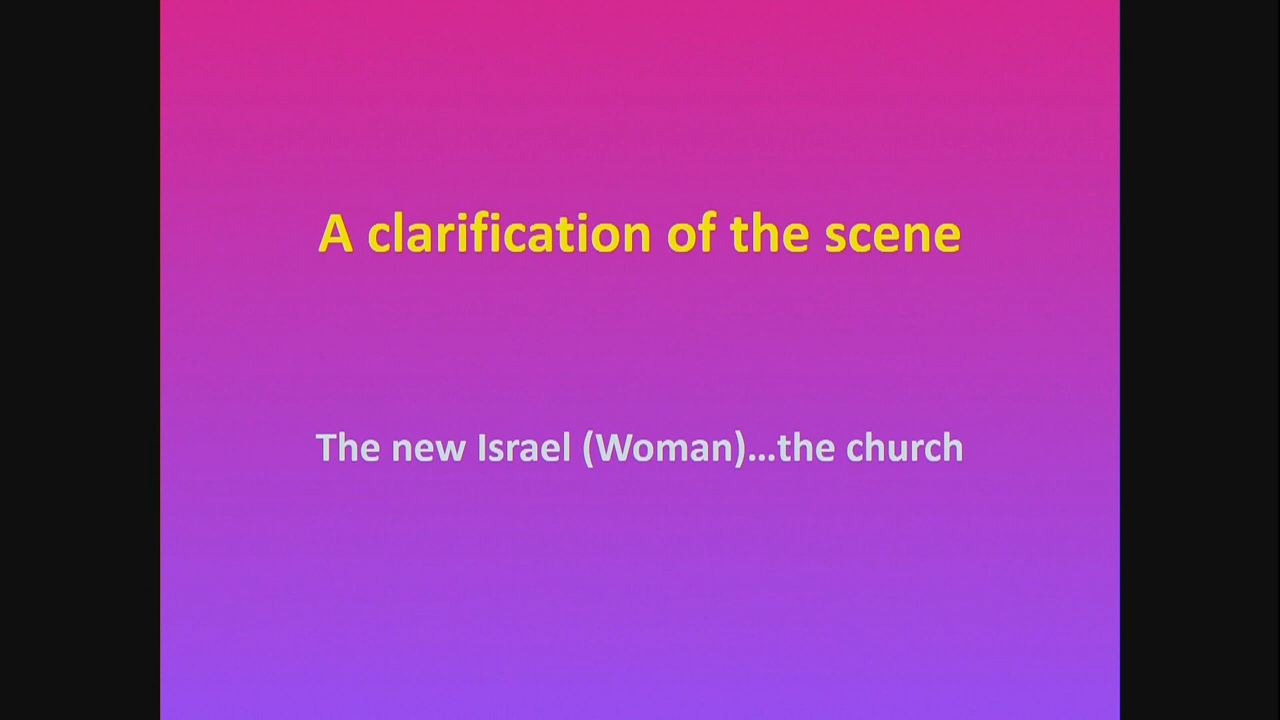 A clarification of the scene
The new Israel (Woman)...the church